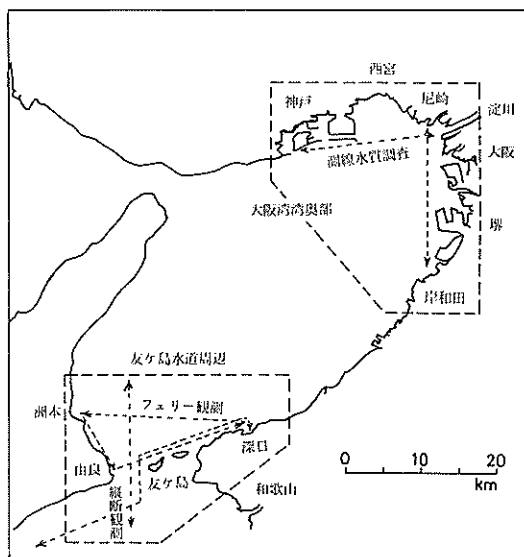 西宮
神戸
尼崎
淀川
大阪
潤線水質調査
大阪湾湾奥部
堺
岸和田
友ケ島水道周辺
洲本
フェリー観測
深日
由良
友ケ島
縦断観測
和歌山
0 10 20
km